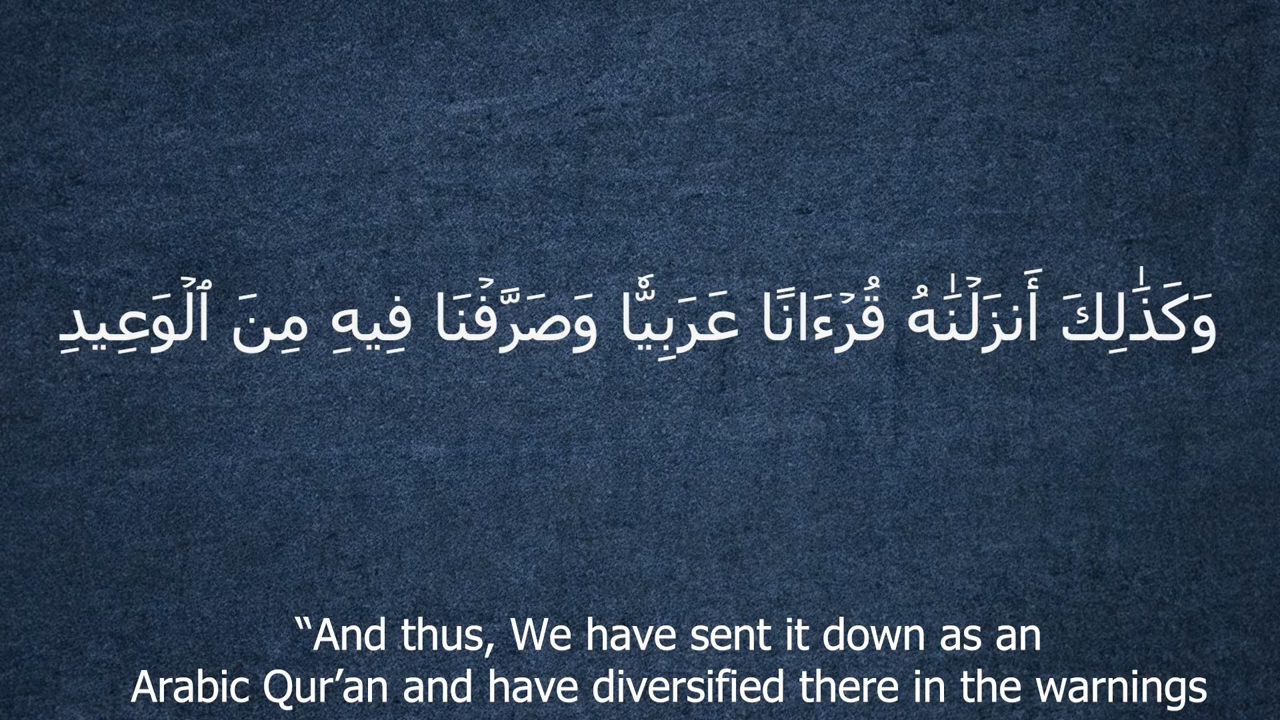 وَكَذَٰلِكَ أَنزَلۡنَٰهُ قُرۡءَانًا عَرَبِيّٗا وَصَرَّفۡنَا فِيهِ مِنَ ٱلۡوَعِيدِ
“And thus, We have sent it down as an
Arabic Qur’an and have diversified there in the warnings